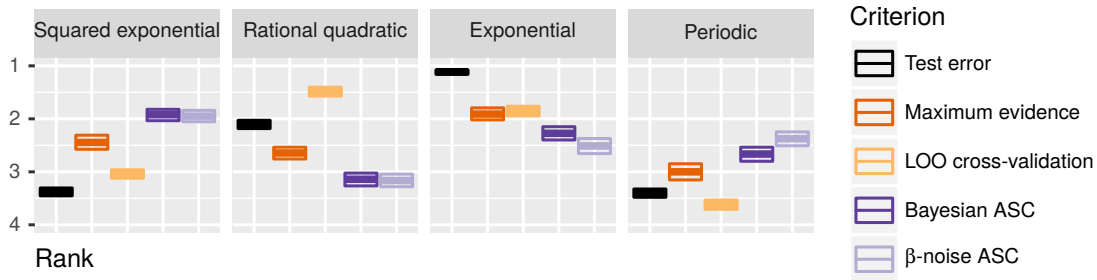 Squared exponential
Rational quadratic
Exponential
Periodic
1
2
3
4
Rank
Criterion
Test error
Maximum evidence
LOO cross-validation
Bayesian ASC
β-noise ASC